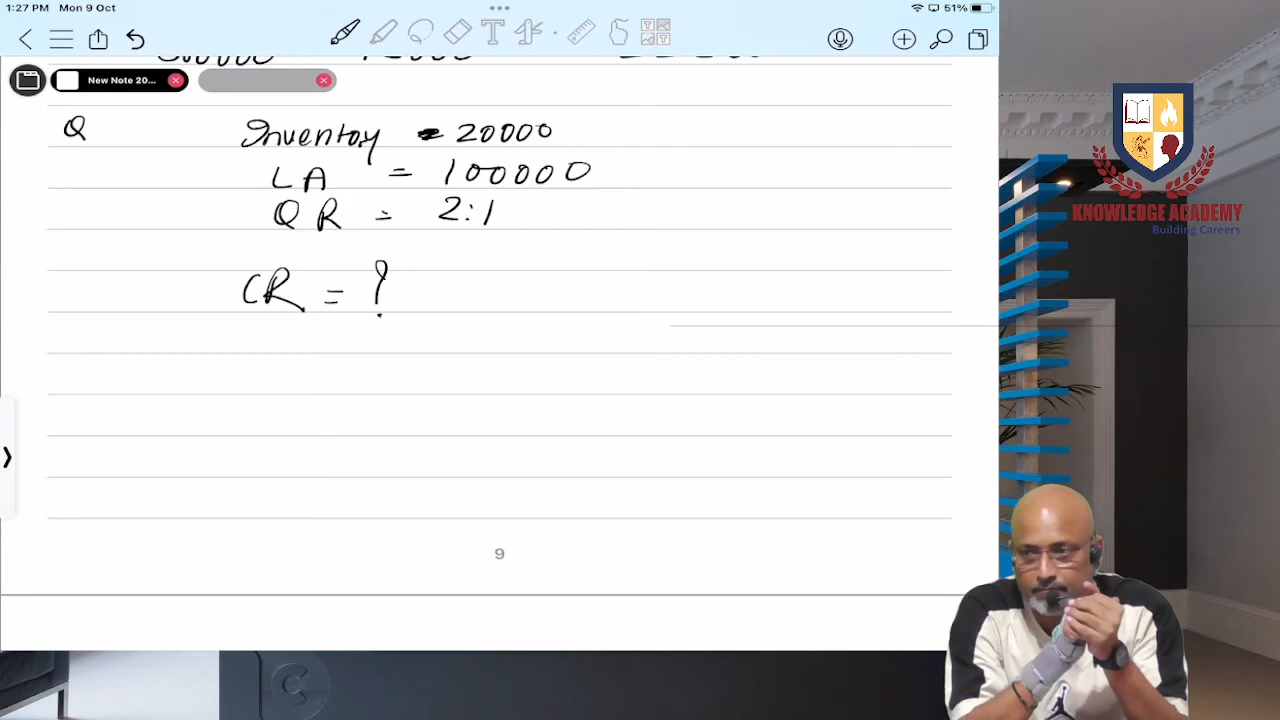 1:27 PM Mon 9 Oct
51%
New Note 20...
Q Inventory = 20000
LA = 100000
QR = 2:1
CR = ?
9
KNOWLEDGE ACADEMY
Building Careers